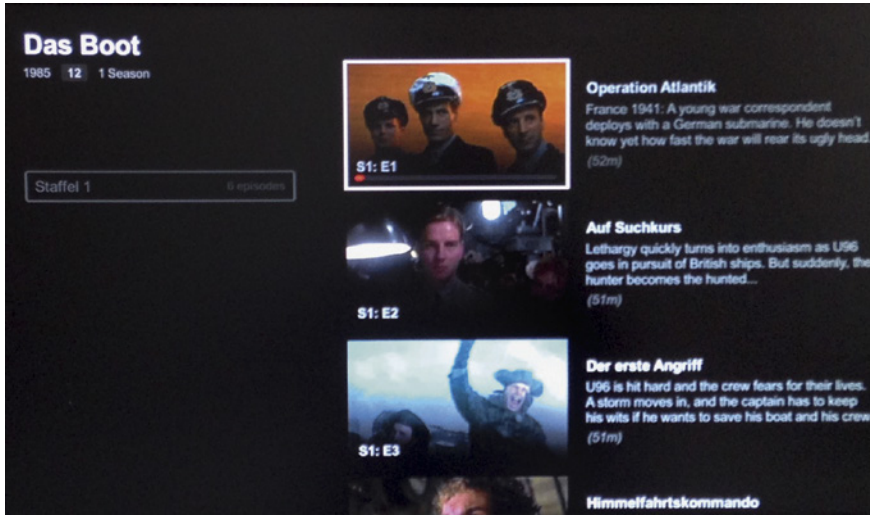 Das Boot
1985 12 1 Season
Staffel 1 6 episodes
S1: E1
Operation Atlantik
France 1941: A young war correspondent
deploys with a German submarine. He doesn't
know yet how fast the war will rear its ugly head.
(52m)
S1: E2
Auf Suchkurs
Lethargy quickly turns into enthusiasm as U96
goes in pursuit of British ships. But suddenly, the
hunter becomes the hunted...
(51m)
S1: E3
Der erste Angriff
U96 is hit hard and the crew fears for their lives.
A storm moves in, and the captain has to keep
his wits if he wants to save his boat and his crew
(51m)
Himmelfahrtskommando